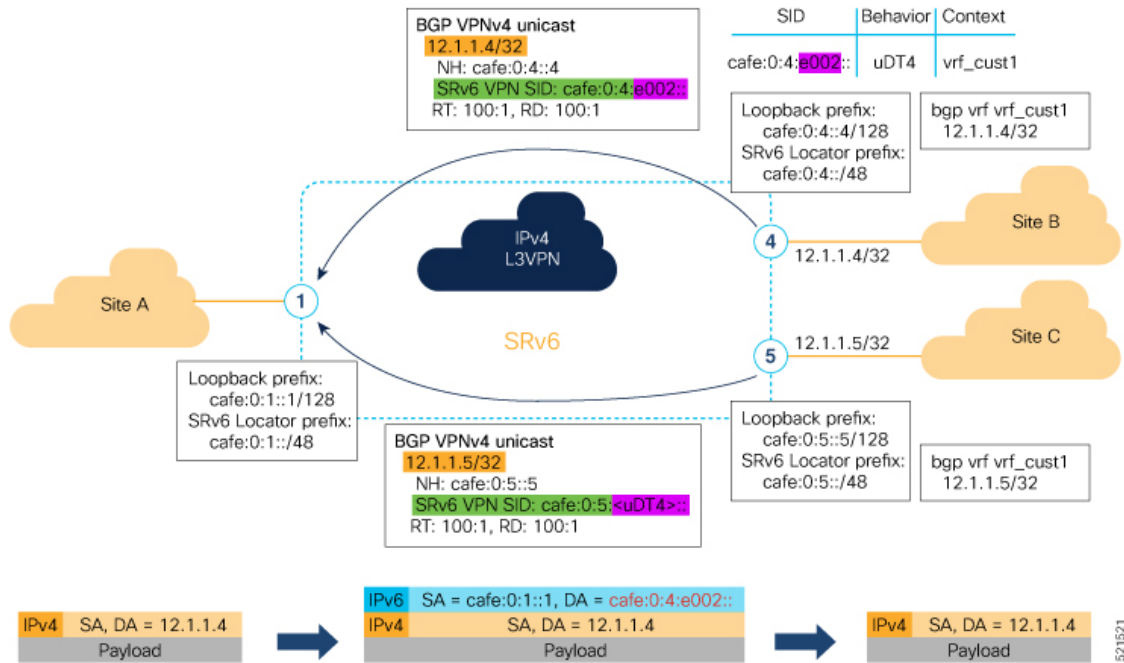 BGP VPNv4 unicast
12.1.1.4/32
NH: cafe:0:4::4
SRv6 VPN SID: cafe:0:4:e002::
RT: 100:1, RD: 100:1
SID Behavior Context
cafe:0:4:e002:: uDT4 vrf_cust1
Loopback prefix:
cafe:0:4::4/128
SRv6 Locator prefix:
cafe:0:4::/48
bgp vrf vrf_cust1
12.1.1.4/32
IPv4
L3VPN
4
12.1.1.4/32
Site B
Site A
1
SRv6
5
12.1.1.5/32
Site C
Loopback prefix:
cafe:0:1::1/128
SRv6 Locator prefix:
cafe:0:1::/48
BGP VPNv4 unicast
12.1.1.5/32
NH: cafe:0:5::5
SRv6 VPN SID: cafe:0:5:<uDT4>::
RT: 100:1, RD: 100:1
Loopback prefix:
cafe:0:5::5/128
SRv6 Locator prefix:
cafe:0:5::/48
bgp vrf vrf_cust1
12.1.1.5/32
IPv4 SA, DA = 12.1.1.4
Payload
IPv6 SA = cafe:0:1::1, DA = cafe:0:4:e002::
IPv4 SA, DA = 12.1.1.4
Payload
IPv4 SA, DA = 12.1.1.4
Payload
521521